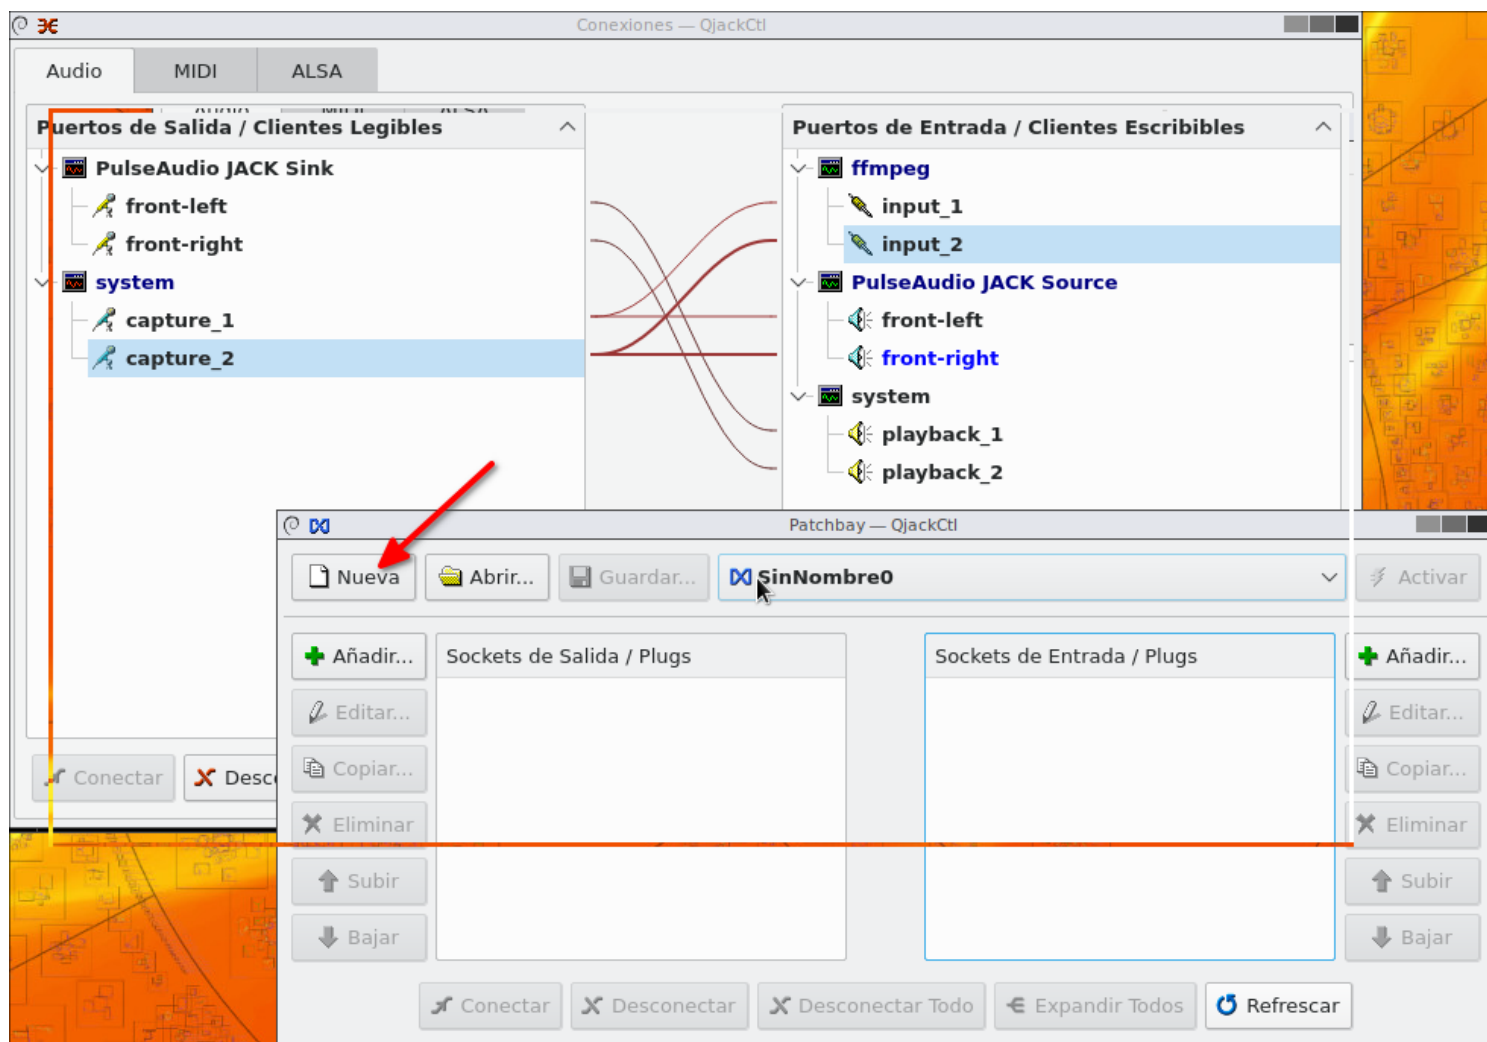 Conexiones — QjackCtl
Audio MIDI ALSA
Audio MIDI ALSA
Puertos de Salida / Clientes Legibles
PulseAudio JACK Sink
front-left
front-right
system
capture_1
capture_2
Puertos de Entrada / Clientes Escribibles
ffmpeg
input_1
input_2
PulseAudio JACK Source
front-left
front-right
system
playback_1
playback_2
Conectar
Patchbay — QjackCtl
Nueva Abrir... Guardar... SinNombre0 Activar
Añadir...
Editar...
Copiar...
Eliminar
Subir
Bajar
Sockets de Salida / Plugs
Sockets de Entrada / Plugs
Añadir...
Editar...
Copiar...
Eliminar
Subir
Bajar
Conectar Desconectar Desconectar Todo Expandir Todos Refrescar